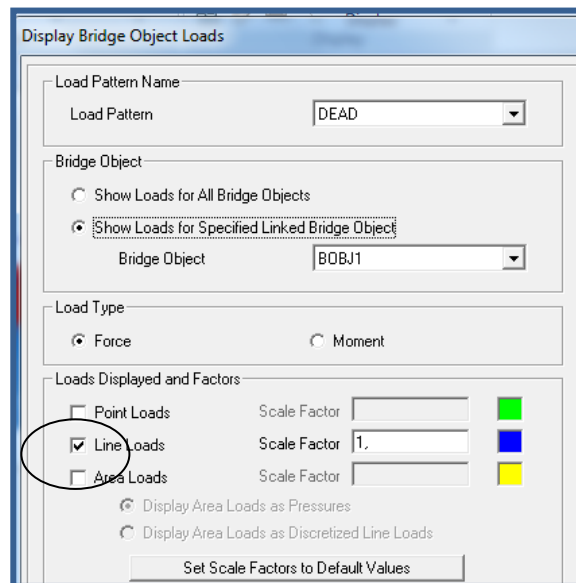 Display Bridge Object Loads
Load Pattern Name
Load Pattern DEAD
Bridge Object
Show Loads for All Bridge Objects
Show Loads for Specified Linked Bridge Object
Bridge Object BOBJ1
Load Type
Force Moment
Loads Displayed and Factors
Point Loads Scale Factor
Line Loads Scale Factor 1,
Area Loads Scale Factor
Display Area Loads as Pressures
Display Area Loads as Discretized Line Loads
Set Scale Factors to Default Values